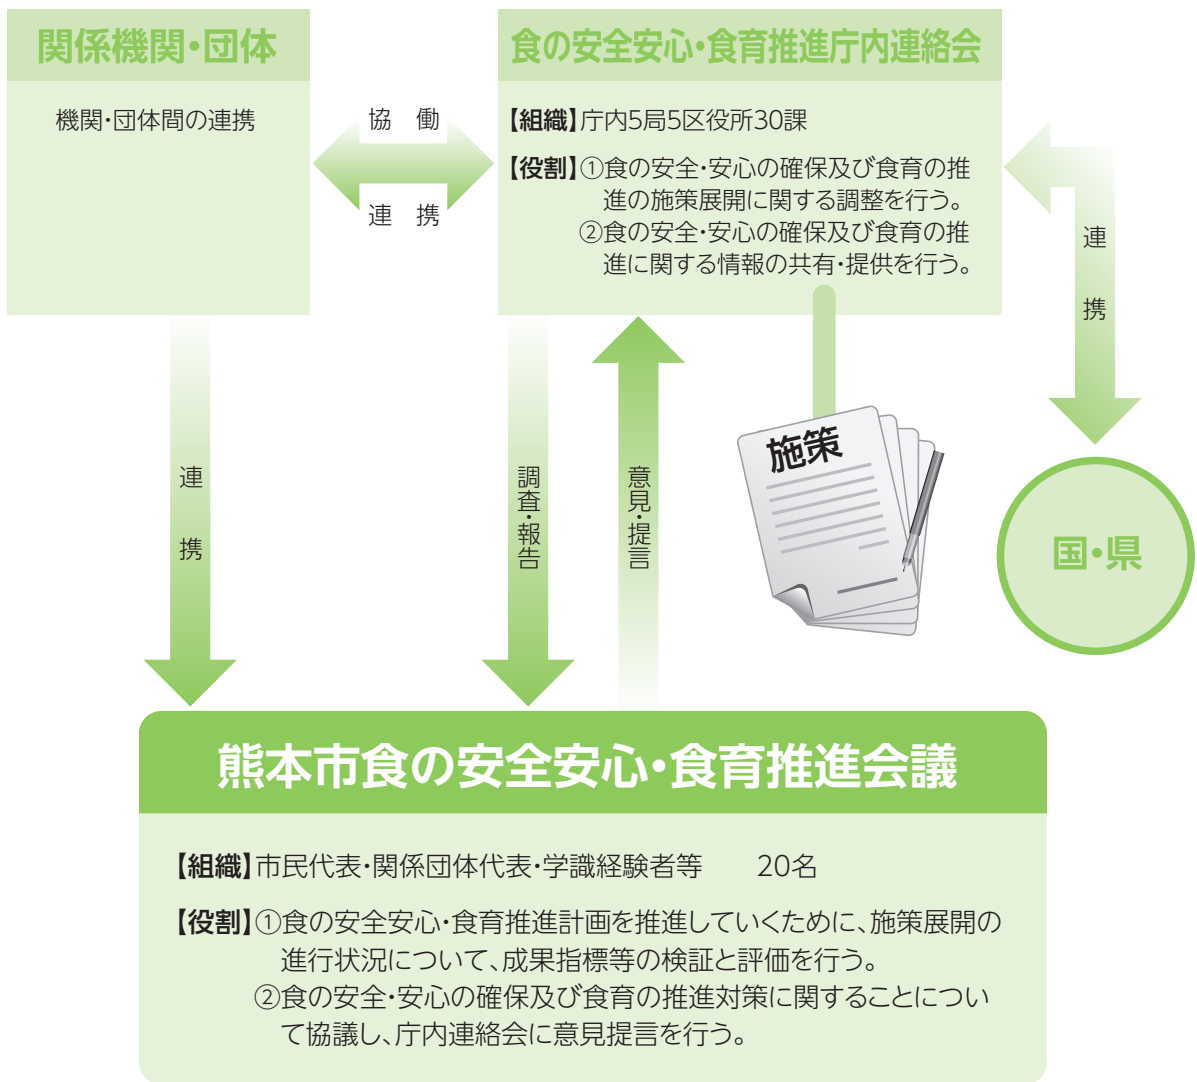 関係機関・団体
機関・団体間の連携
協　働
連　携
食の安全安心・食育推進庁内連絡会
【組織】庁内5局5区役所30課
【役割】①食の安全・安心の確保及び食育の推
進の施策展開に関する調整を行う。
②食の安全・安心の確保及び食育の推
進に関する情報の共有・提供を行う。
連　携
連　携
調査・報告
意見・提言
施策
国・県
熊本市食の安全安心・食育推進会議
【組織】市民代表・関係団体代表・学識経験者等　　20名
【役割】①食の安全安心・食育推進計画を推進していくために、施策展開の
進行状況について、成果指標等の検証と評価を行う。
②食の安全・安心の確保及び食育の推進対策に関することについ
て協議し、庁内連絡会に意見提言を行う。